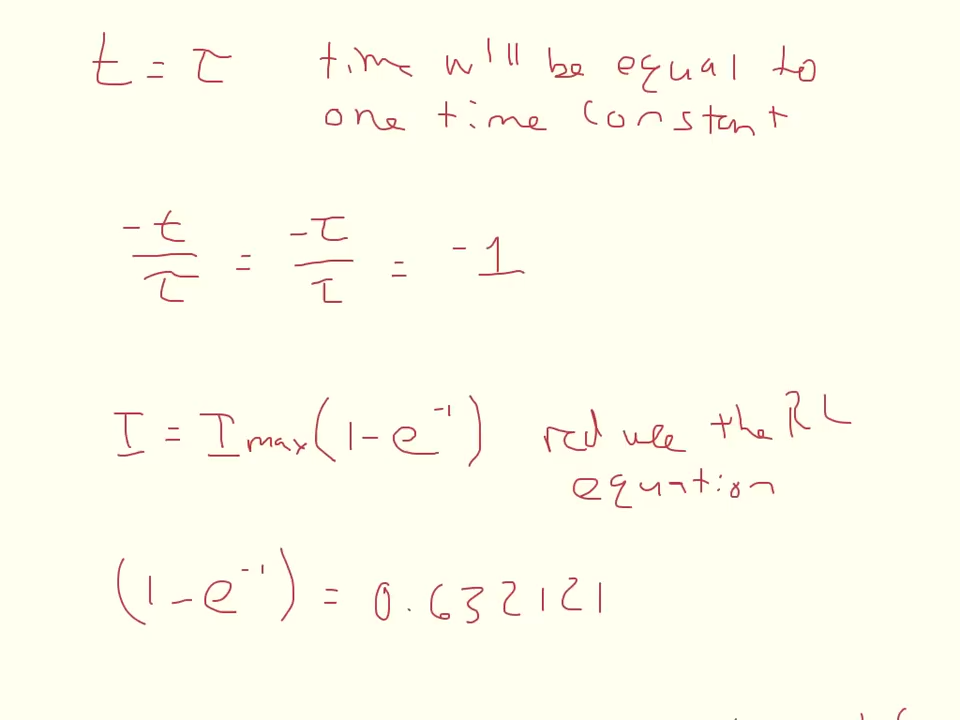 t = τ time will be equal to
one time constant
-t/τ = -τ/τ = -1
I = Imax(1-e⁻¹) reduce the RL
equation
(1-e⁻¹) = 0.632121